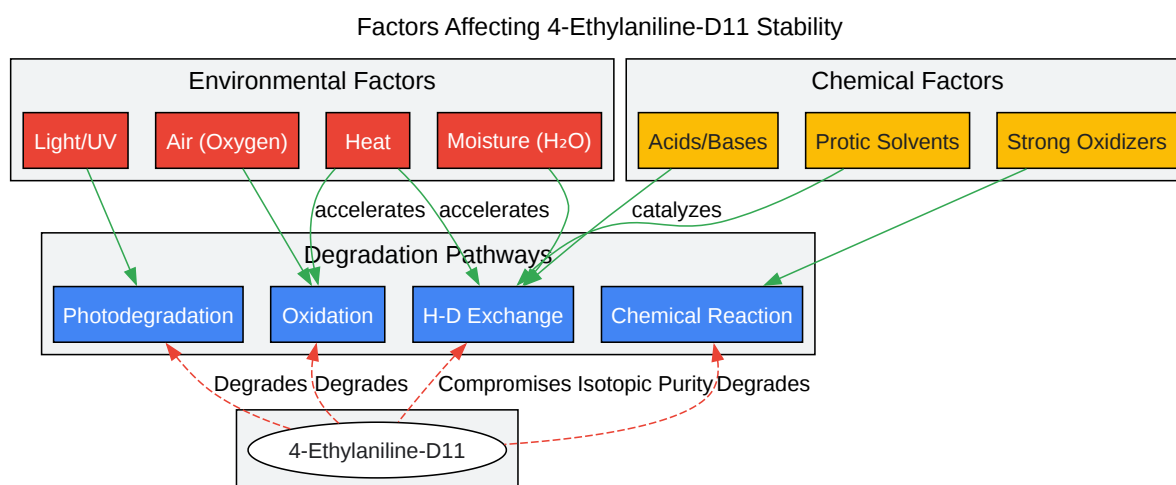 Factors Affecting 4-Ethylaniline-D11 Stability
Environmental Factors
Chemical Factors
Light/UV
Air (Oxygen)
Heat
Moisture (H₂O)
Acids/Bases
Protic Solvents
Strong Oxidizers
accelerates
accelerates
catalyzes
Degradation Pathways
Photodegradation
Oxidation
H-D Exchange
Chemical Reaction
Degrades
Degrades
Compromises Isotopic Purity
Degrades
4-Ethylaniline-D11